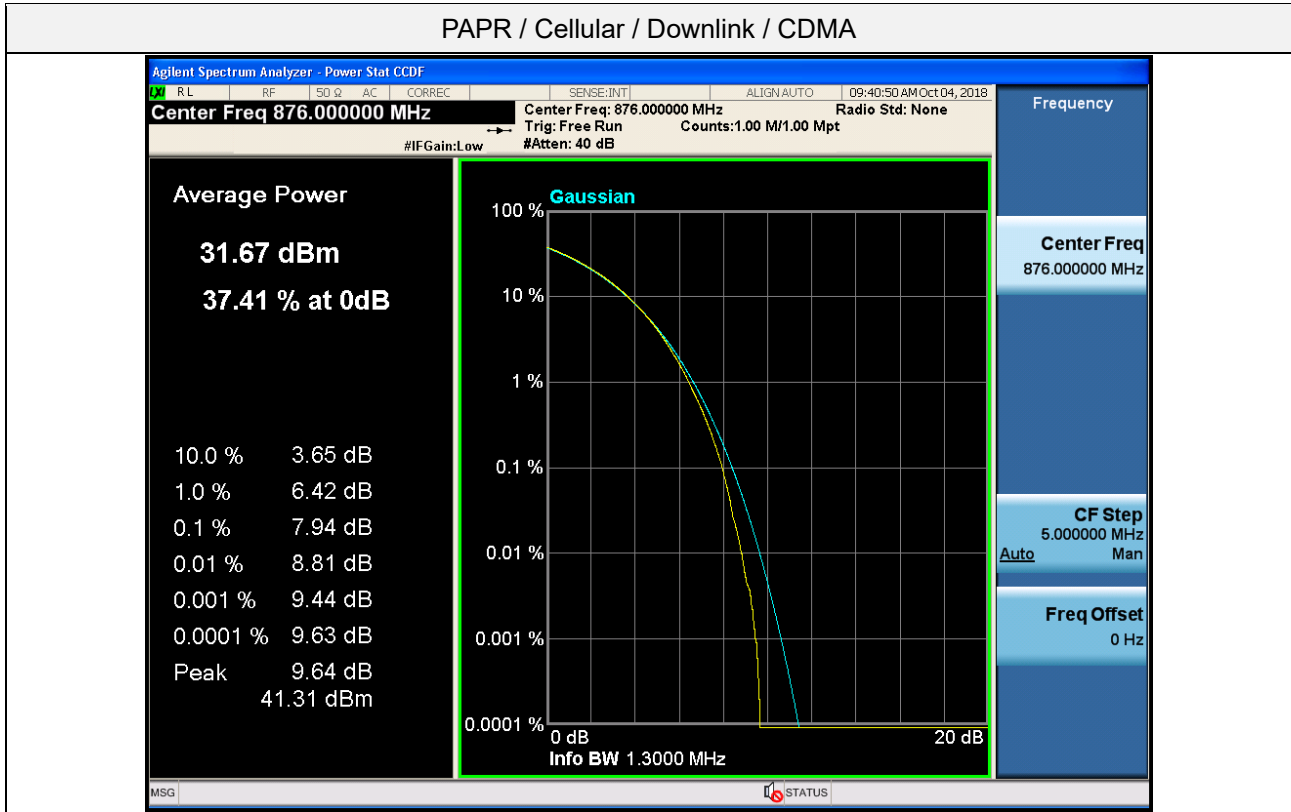 PAPR / Cellular / Downlink / CDMA
Agilent Spectrum Analyzer - Power Stat CCDF
LXI RL RF 50 Ω AC CORREC SENSE:INT ALIGN AUTO 09:40:50 AM Oct 04, 2018
Center Freq 876.000000 MHz
#IFGain:Low
Center Freq: 876.000000 MHz Radio Std: None
Trig: Free Run Counts:1.00 M/1.00 Mpt
#Atten: 40 dB
Average Power
31.67 dBm
37.41 % at 0dB
10.0 % 3.65 dB
1.0 % 6.42 dB
0.1 % 7.94 dB
0.01 % 8.81 dB
0.001 % 9.44 dB
0.0001 % 9.63 dB
Peak 9.64 dB
41.31 dBm
Gaussian
100 %
10 %
1 %
0.1 %
0.01 %
0.001 %
0.0001 %
0 dB 20 dB
Info BW 1.3000 MHz
Frequency
Center Freq
876.000000 MHz
CF Step
5.000000 MHz
Auto Man
Freq Offset
0 Hz
MSG STATUS